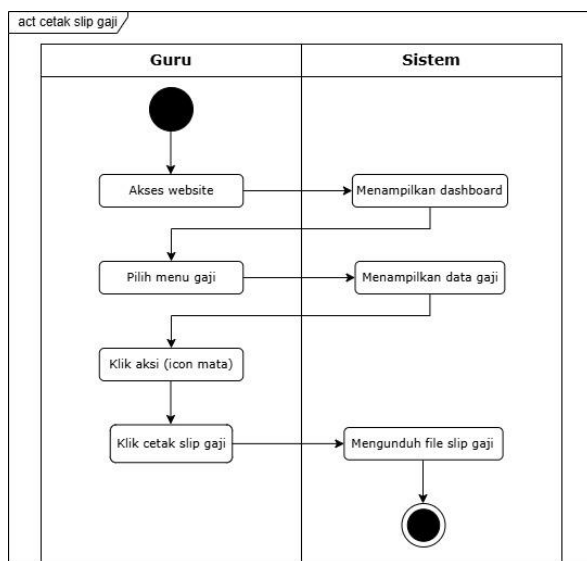 act cetak slip gaji
Guru
Sistem
Akses website
Menampilkan dashboard
Pilih menu gaji
Menampilkan data gaji
Klik aksi (icon mata)
Klik cetak slip gaji
Mengunduh file slip gaji